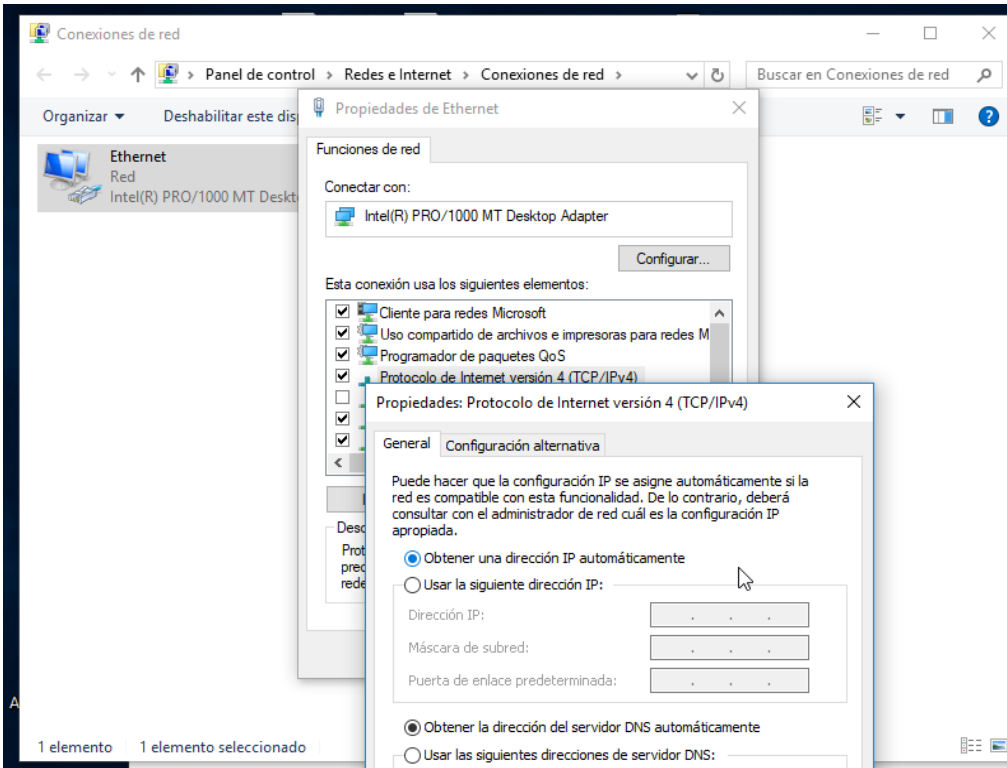 Conexiones de red
Panel de control > Redes e Internet > Conexiones de red >
Buscar en Conexiones de red
Organizar
Deshabilitar este
Ethernet
Red
Intel(R) PRO/1000 MT
Propiedades de Ethernet
Funciones de red
Conectar con:
Intel(R) PRO/1000 MT Desktop Adapter
Configurar...
Esta conexión usa los siguientes elementos:
Cliente para redes Microsoft
Uso compartido de archivos e impresoras para redes M
Programador de paquetes QoS
Protocolo de Internet versión 4 (TCP/IPv4)
Propiedades: Protocolo de Internet versión 4 (TCP/IPv4)
General
Configuración alternativa
Puede hacer que la configuración IP se asigne automáticamente si la
red es compatible con esta funcionalidad. De lo contrario, deberá
consultar con el administrador de red cuál es la configuración IP
apropiada.
Obtener una dirección IP automáticamente
Usar la siguiente dirección IP:
Dirección IP:
Máscara de subred:
Puerta de enlace predeterminada:
Obtener la dirección del servidor DNS automáticamente
Usar las siguientes direcciones de servidor DNS:
1 elemento
1 elemento seleccionado